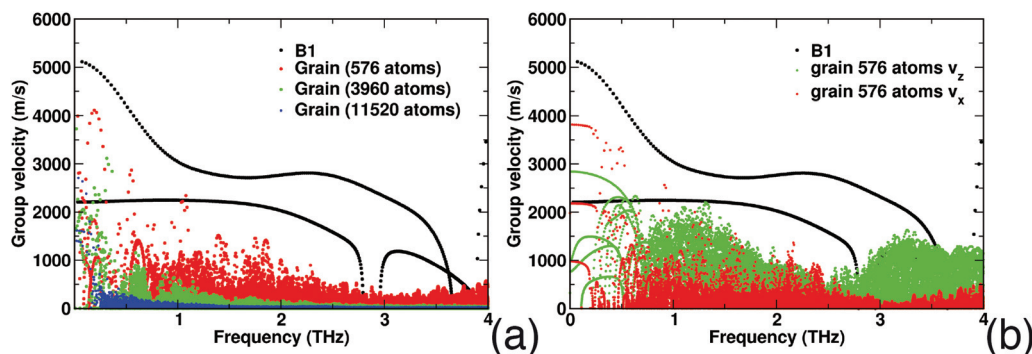 6000
5000
4000
3000
2000
1000
0
Group velocity (m/s)
B1
Grain (576 atoms)
Grain (3960 atoms)
Grain (11520 atoms)
1
2
3
4
Frequency (THz)
(a)
6000
5000
4000
3000
2000
1000
0
Group velocity (m/s)
B1
grain 576 atoms vz
grain 576 atoms vx
0
1
2
3
4
Frequency (THz)
(b)